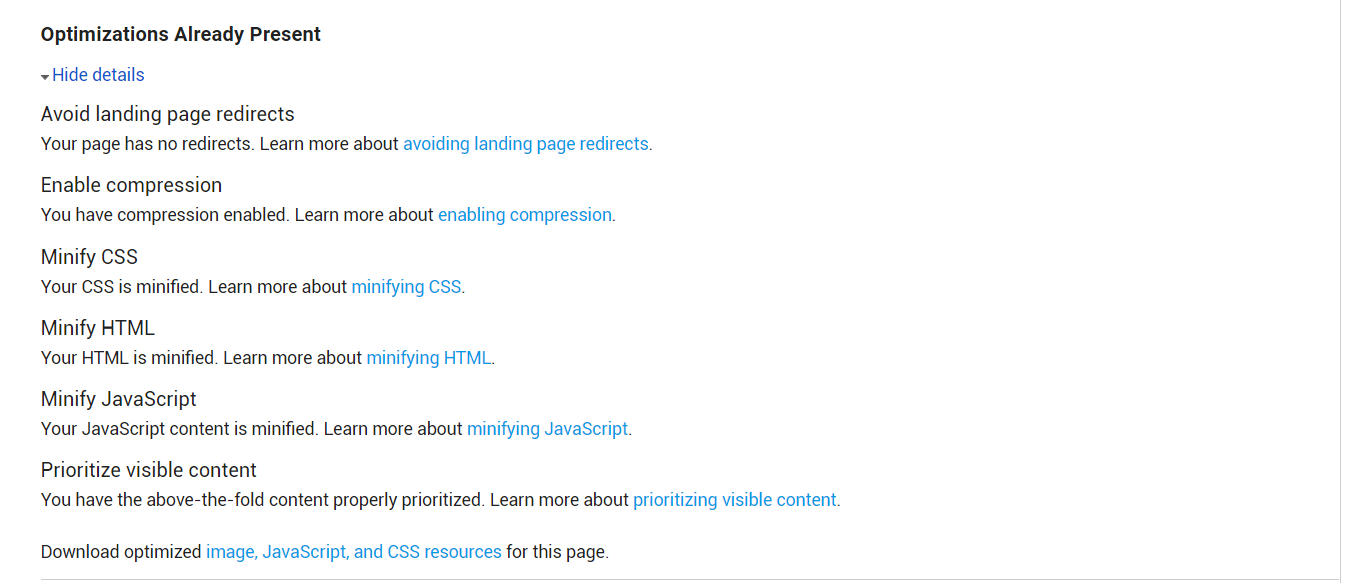 Optimizations Already Present
Hide details
Avoid landing page redirects
Your page has no redirects. Learn more about avoiding landing page redirects.
Enable compression
You have compression enabled. Learn more about enabling compression.
Minify CSS
Your CSS is minified. Learn more about minifying CSS.
Minify HTML
Your HTML is minified. Learn more about minifying HTML.
Minify JavaScript
Your JavaScript content is minified. Learn more about minifying JavaScript.
Prioritize visible content
You have the above-the-fold content properly prioritized. Learn more about prioritizing visible content.
Download optimized image, JavaScript, and CSS resources for this page.